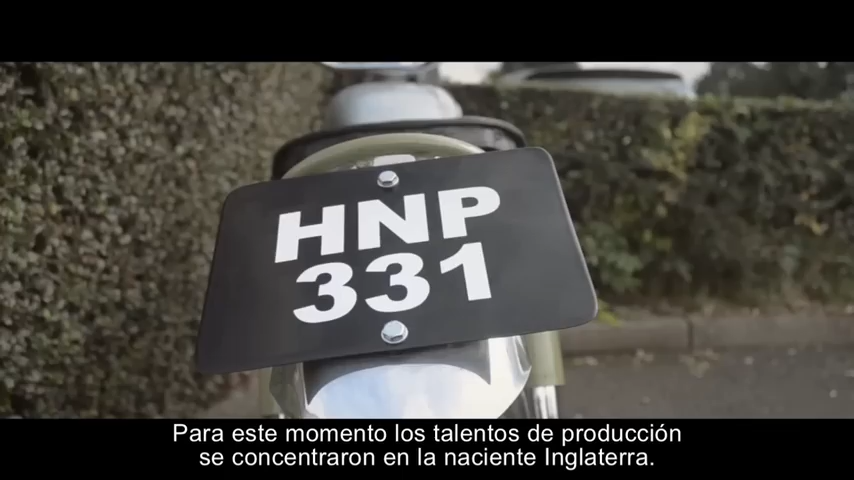 HNP
331
Para este momento los talentos de producción
se concentraron en la naciente Inglaterra.